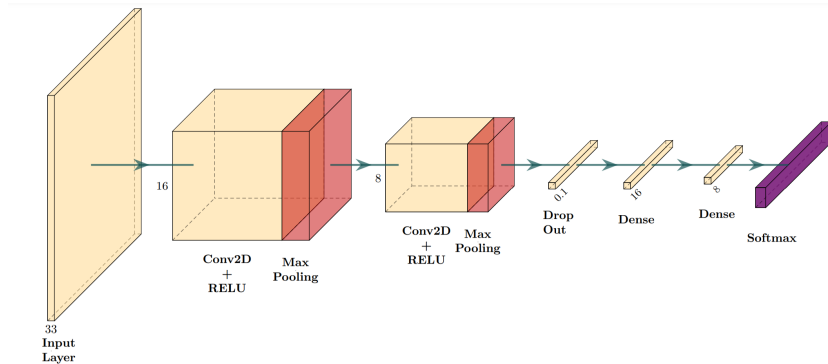 33
Input
Layer
16
Conv2D
+
RELU
Max
Pooling
8
Conv2D
+
RELU
Max
Pooling
0.1
Drop
Out
16
Dense
8
Dense
Softmax